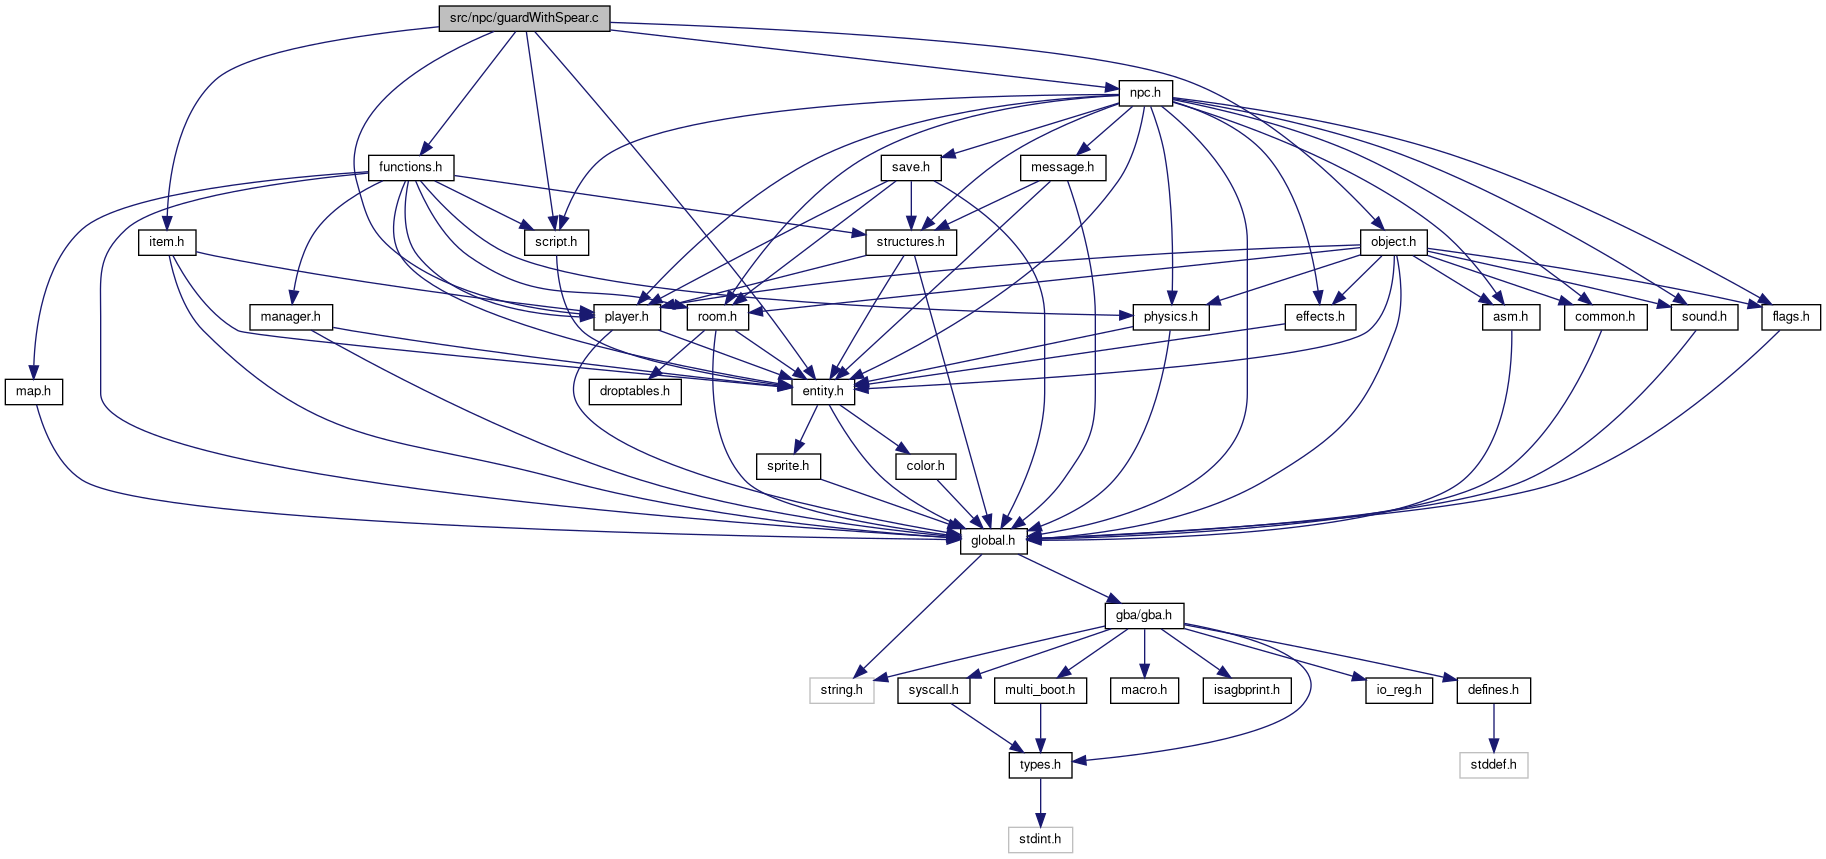 src/npc/guardWithSpear.c
npc.h
functions.h
save.h
message.h
item.h
script.h
structures.h
object.h
manager.h
player.h
room.h
physics.h
effects.h
asm.h
common.h
sound.h
flags.h
map.h
droptables.h
entity.h
sprite.h
color.h
global.h
gba/gba.h
string.h
syscall.h
multi_boot.h
macro.h
isagbprint.h
io_reg.h
defines.h
types.h
stddef.h
stdint.h